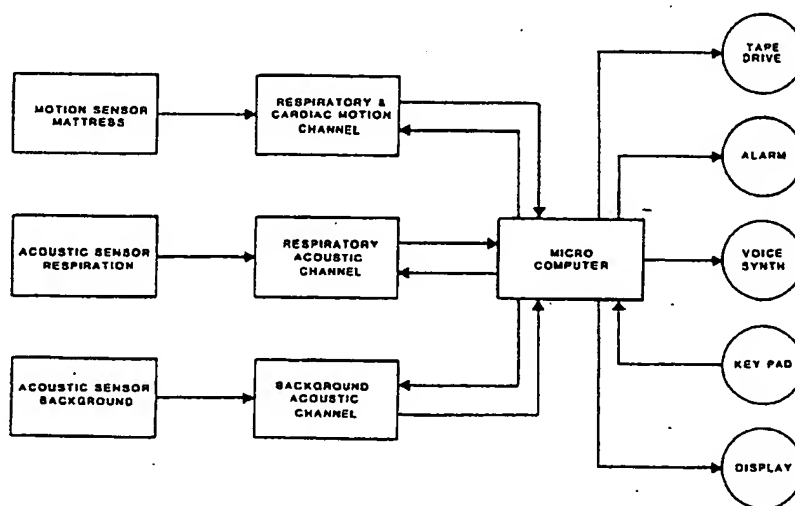 TAPE
DRIVE
MOTION SENSOR
MATTRESS
RESPIRATORY &
CARDIAC MOTION
CHANNEL
ALARM
ACOUSTIC SENSOR
RESPIRATION
RESPIRATORY
ACOUSTIC
CHANNEL
MICRO
COMPUTER
VOICE
SYNTH
KEY PAD
ACOUSTIC SENSOR
BACKGROUND
BACKGROUND
ACOUSTIC
CHANNEL
DISPLAY